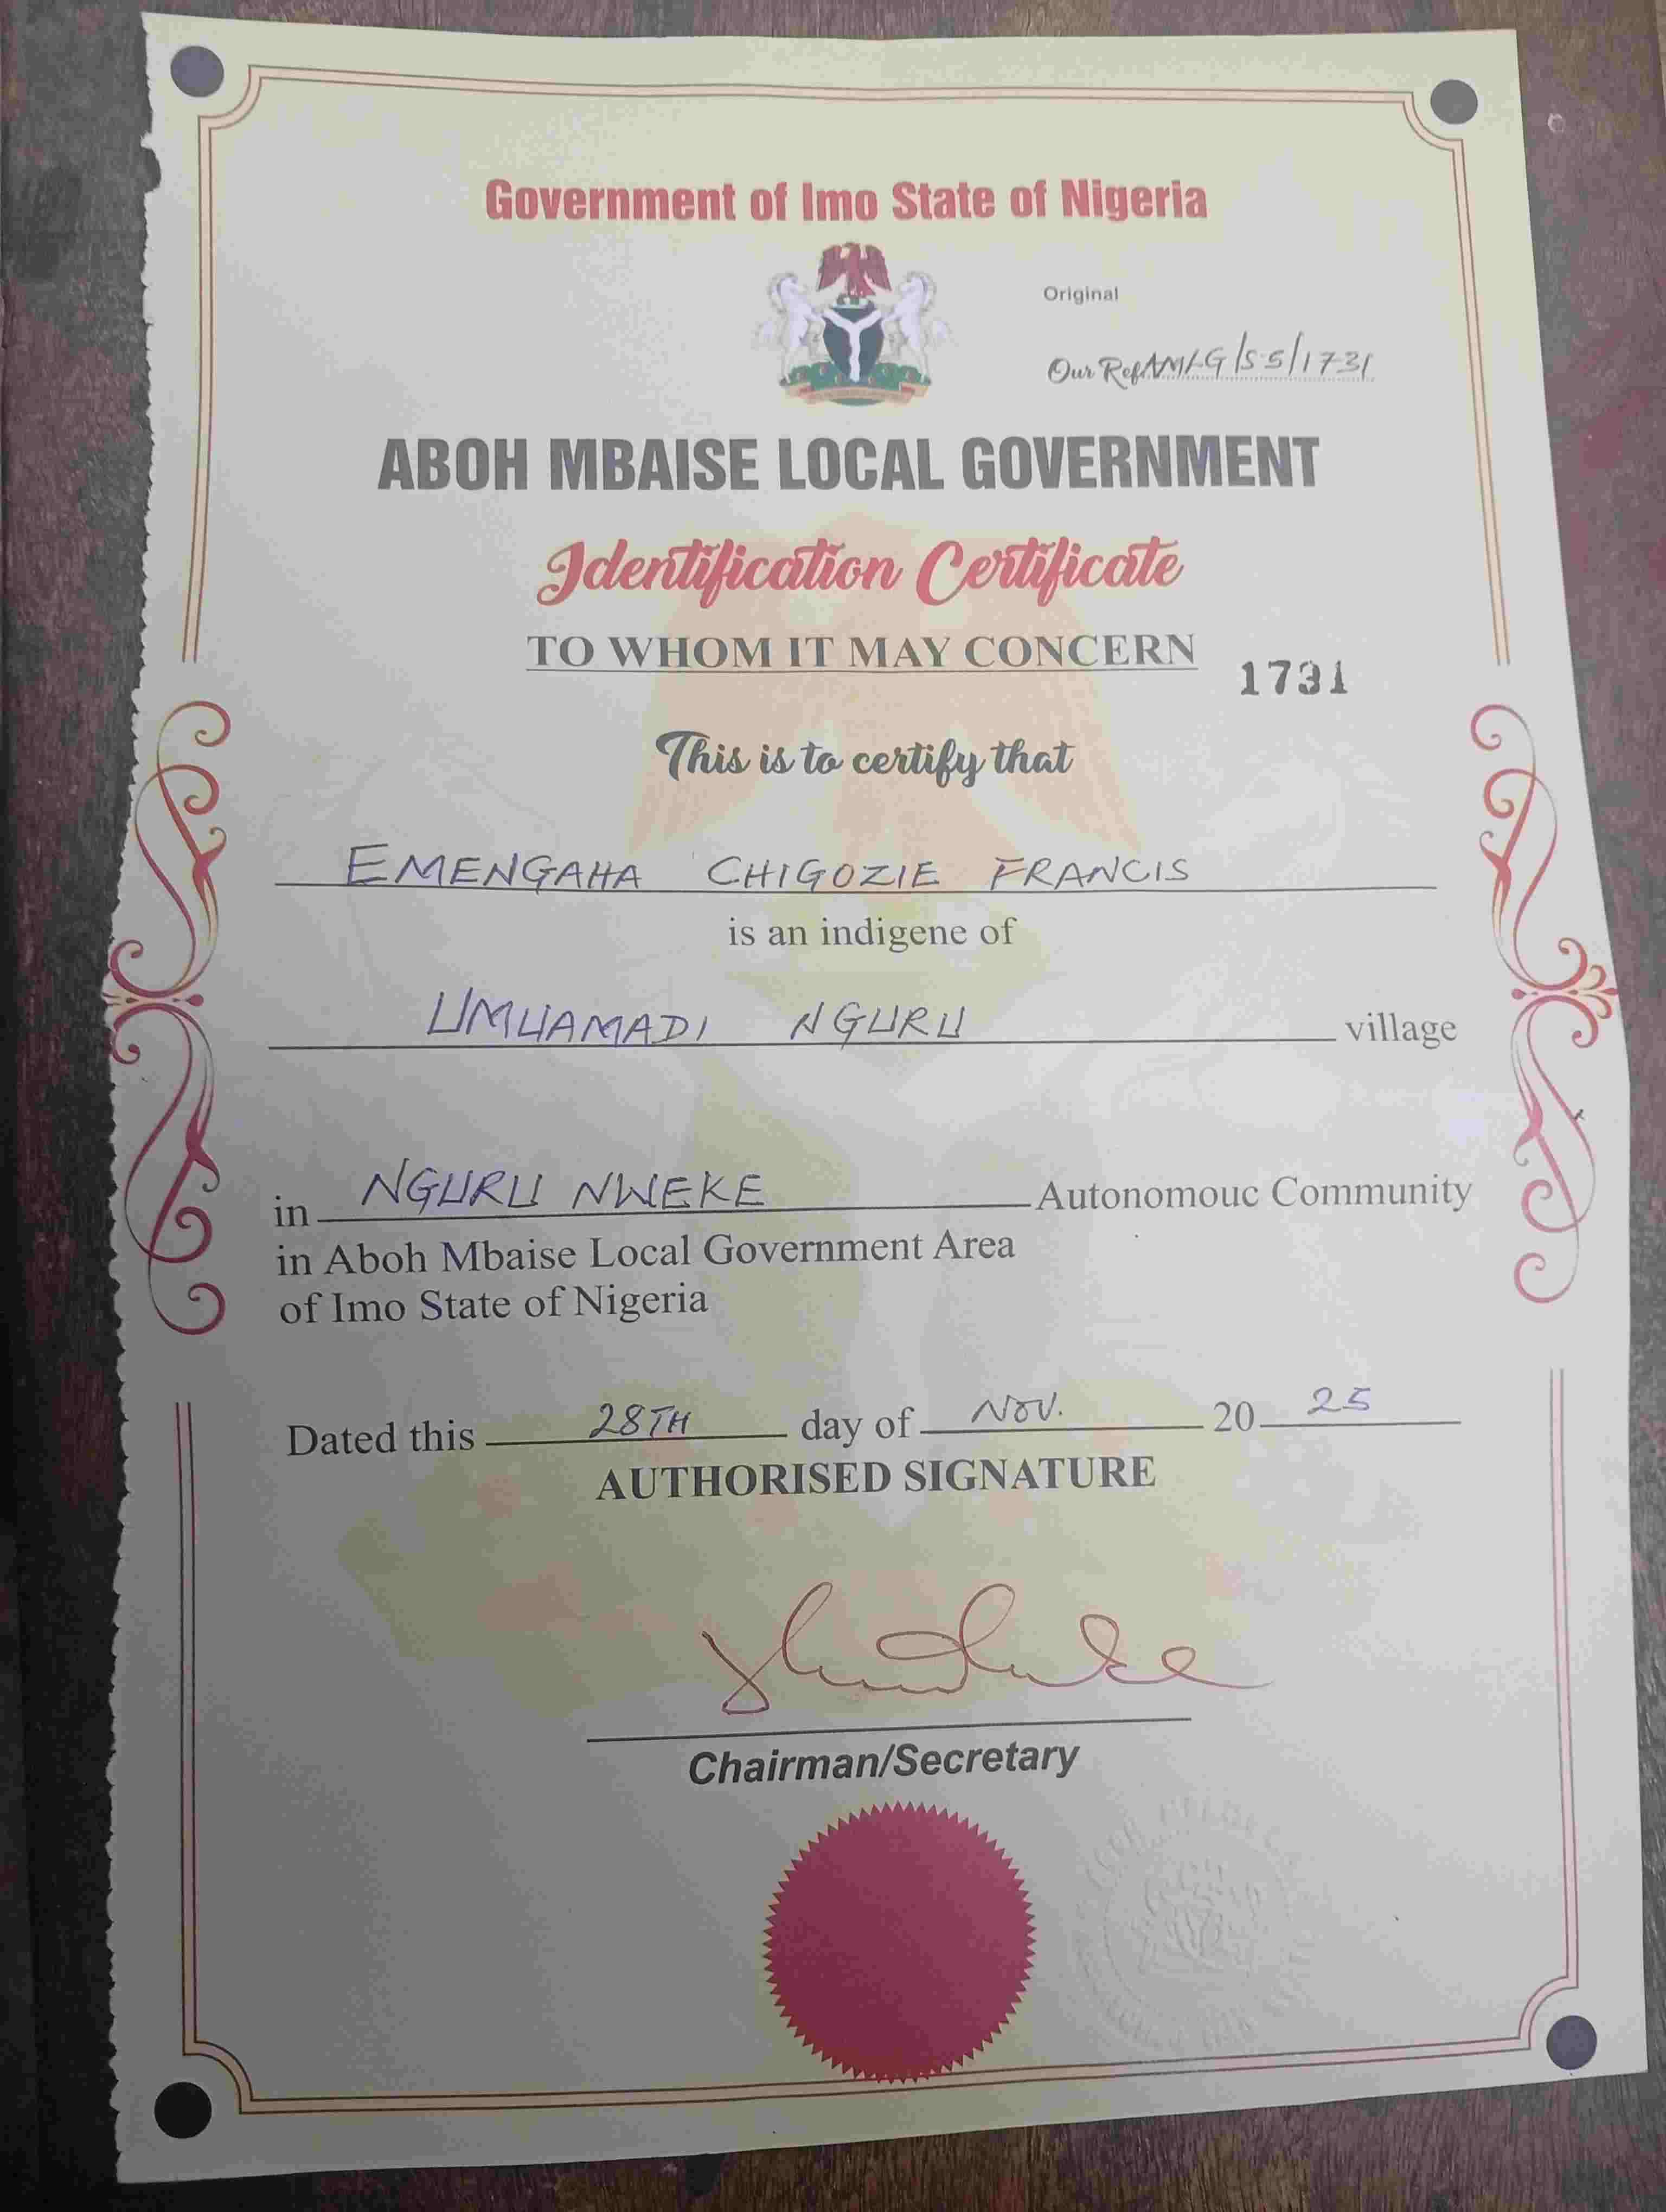 Government of Imo State of Nigeria
Original
Our Ref AMLG/S.5/1731
ABOH MBAISE LOCAL GOVERNMENT
Identification Certificate
TO WHOM IT MAY CONCERN
1731
This is to certify that
EMENGAHA CHIGOZIE FRANCIS
is an indigene of
UMUAMADI NGURU village
in NGURU NWEKE Autonomouc Community
in Aboh Mbaise Local Government Area
of Imo State of Nigeria
Dated this 28TH day of NOV. 20 25
AUTHORISED SIGNATURE
Chairman/Secretary